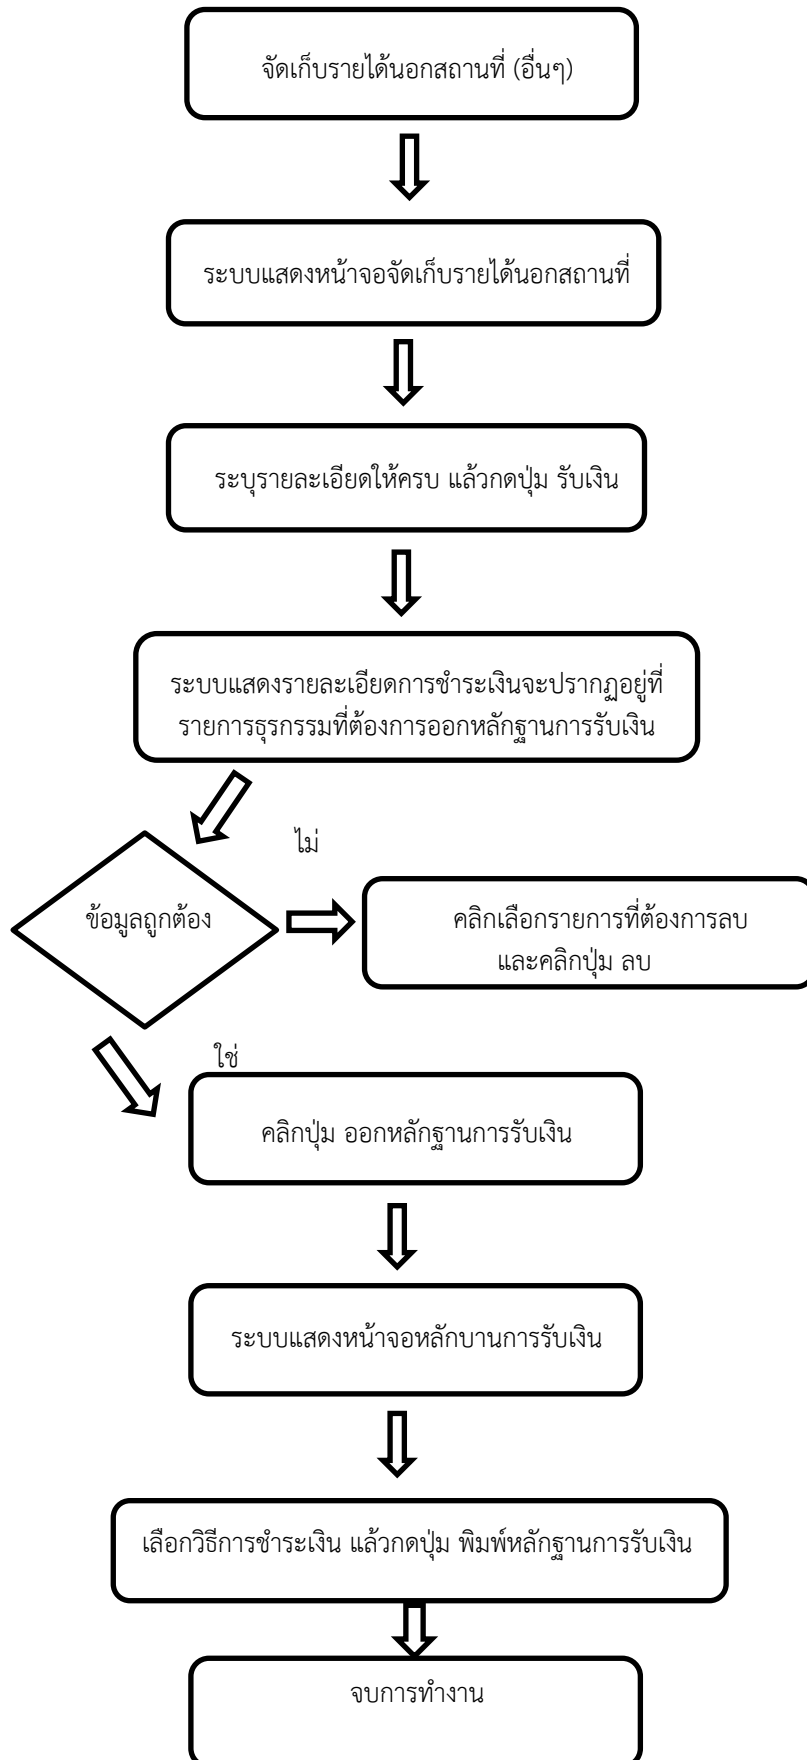 จัดเก็บรายได้นอกสถานที่ (อื่นๆ)
ระบบแสดงหน้าจอจัดเก็บรายได้นอกสถานที่
ระบุรายละเอียดให้ครบ แล้วกดปุ่ม รับเงิน
ระบบแสดงรายละเอียดการชำระเงินจะปรากฏอยู่ที่
รายการธุรกรรมที่ต้องการออกหลักฐานการรับเงิน
ไม่
ข้อมูลถูกต้อง
คลิกเลือกรายการที่ต้องการลบ
และคลิกปุ่ม ลบ
ใช่
คลิกปุ่ม ออกหลักฐานการรับเงิน
ระบบแสดงหน้าจอหลักบานการรับเงิน
เลือกวิธีการชำระเงิน แล้วกดปุ่ม พิมพ์หลักฐานการรับเงิน
จบการทำงาน